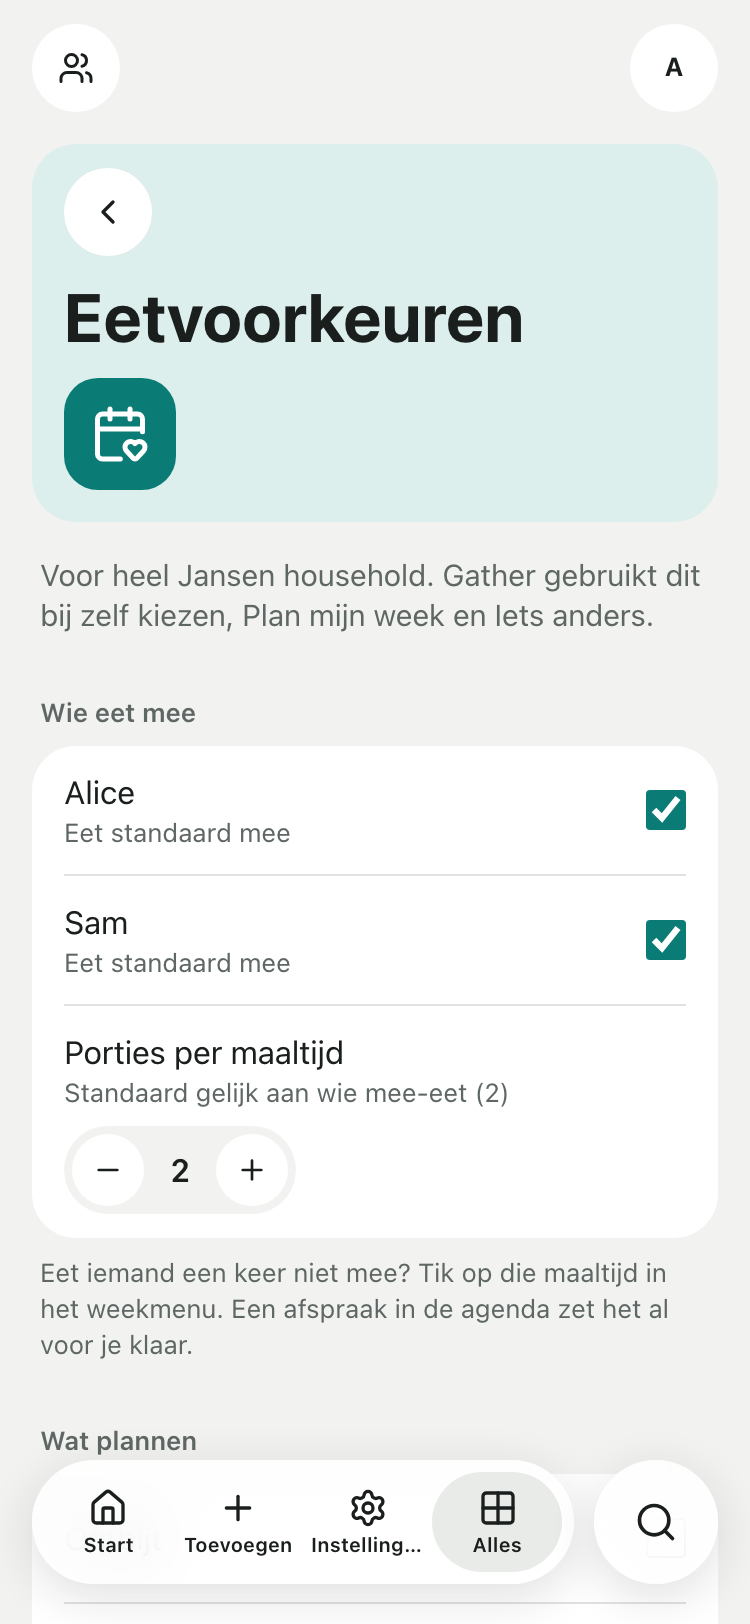 A
Eetvoorkeuren
Voor heel Jansen household. Gather gebruikt dit
bij zelf kiezen, Plan mijn week en Iets anders.
Wie eet mee
Alice
Eet standaard mee
Sam
Eet standaard mee
Porties per maaltijd
Standaard gelijk aan wie mee-eet (2)
2
Eet iemand een keer niet mee? Tik op die maaltijd in
het weekmenu. Een afspraak in de agenda zet het al
voor je klaar.
Wat plannen
Start
Toevoegen
Instelling...
Alles